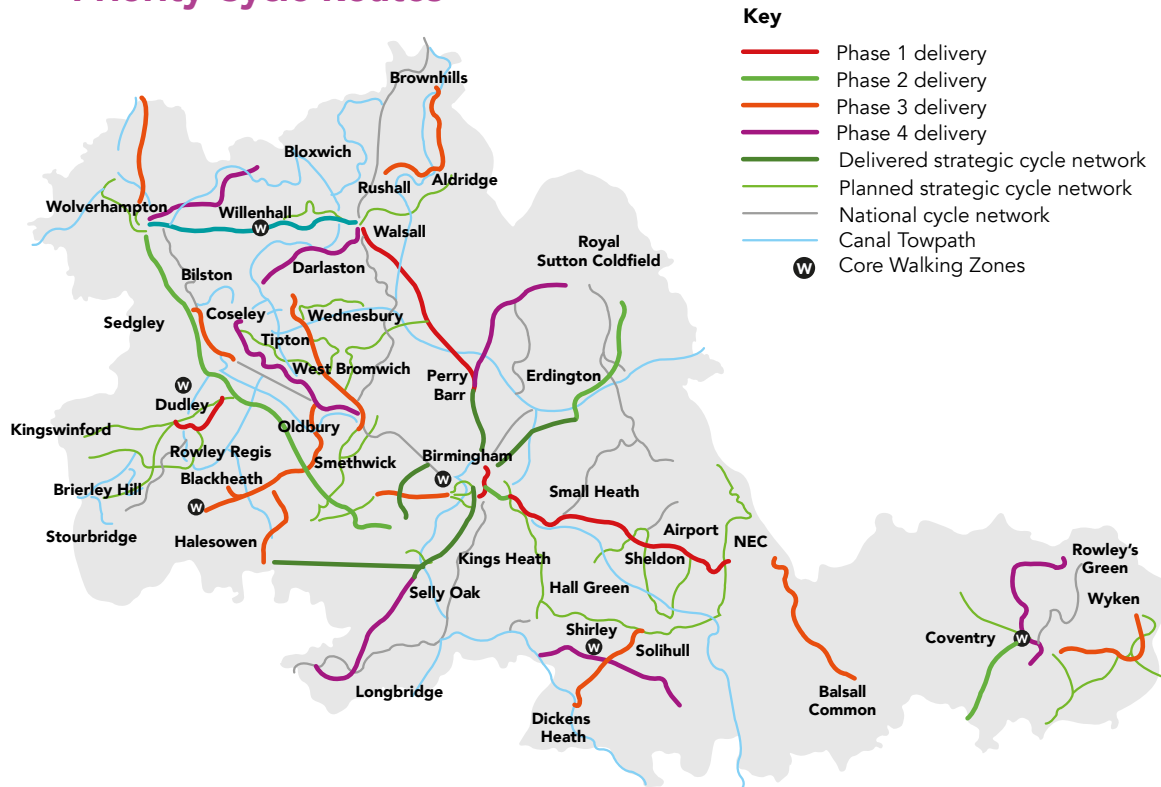 Priority Cycle Routes
Key
Phase 1 delivery
Phase 2 delivery
Phase 3 delivery
Phase 4 delivery
Delivered strategic cycle network
Planned strategic cycle network
National cycle network
Canal Towpath
W
Core Walking Zones
Brownhills
Bloxwich
Rushall
Aldridge
Wolverhampton
Willenhall
W
Walsall
Royal
Sutton Coldfield
Darlaston
Bilston
Coseley
Wednesbury
Sedgley
Tipton
West Bromwich
Perry
Barr
Erdington
W
Dudley
Kingswinford
Oldbury
Rowley Regis
Smethwick
Birmingham
Blackheath
W
Brierley Hill
W
Small Heath
Stourbridge
Halesowen
Airport
NEC
Kings Heath
Sheldon
Hall Green
Selly Oak
Shirley
W
Solihull
Longbridge
Dickens
Heath
Balsall
Common
Rowley's
Green
Wyken
Coventry
W